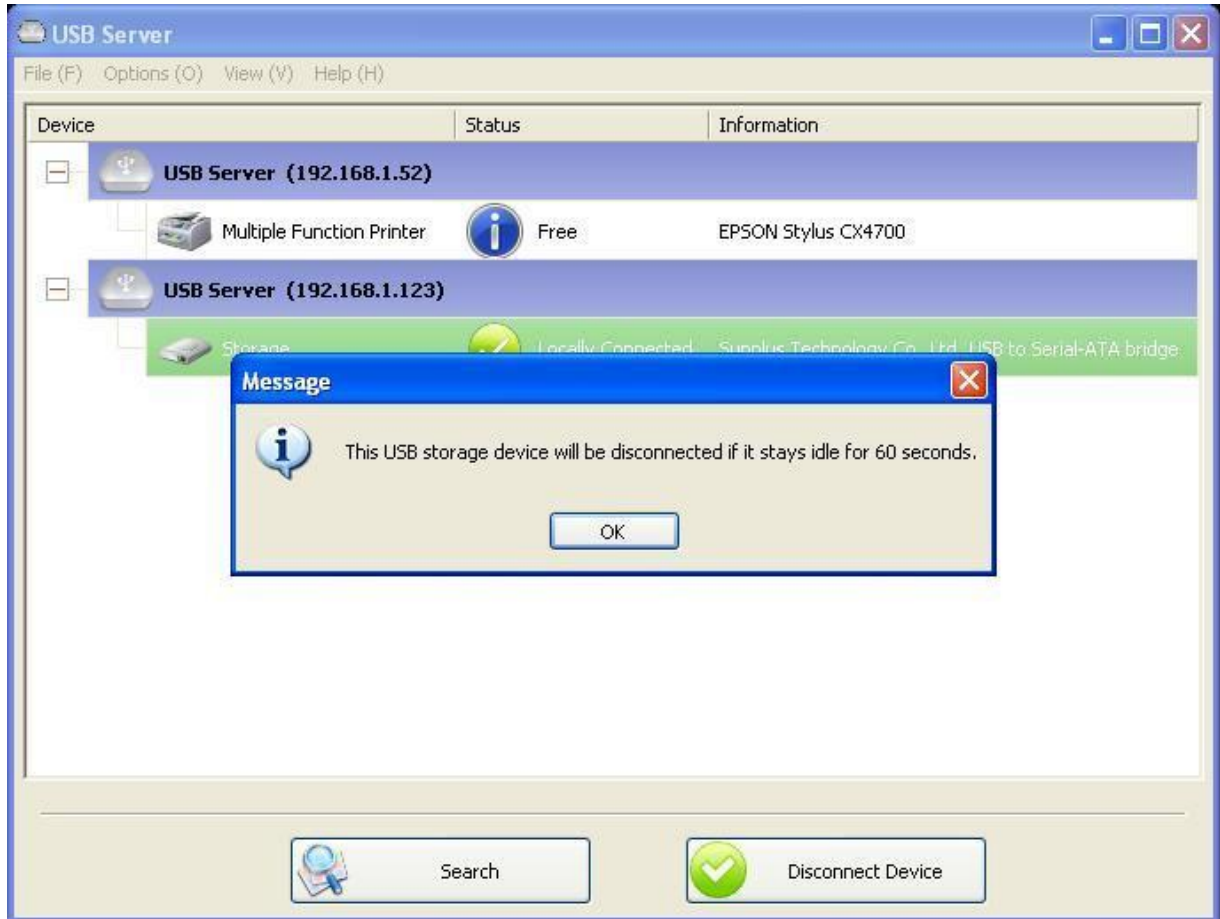 USB Server
File (F) Options (O) View (V) Help (H)
Device Status Information
USB Server (192.168.1.52)
Multiple Function Printer Free EPSON Stylus CX4700
USB Server (192.168.1.123)
Storage Locally Connected Sunplus Technology Co., Ltd. USB to Serial-ATA bridge
Message
This USB storage device will be disconnected if it stays idle for 60 seconds.
OK
Search Disconnect Device